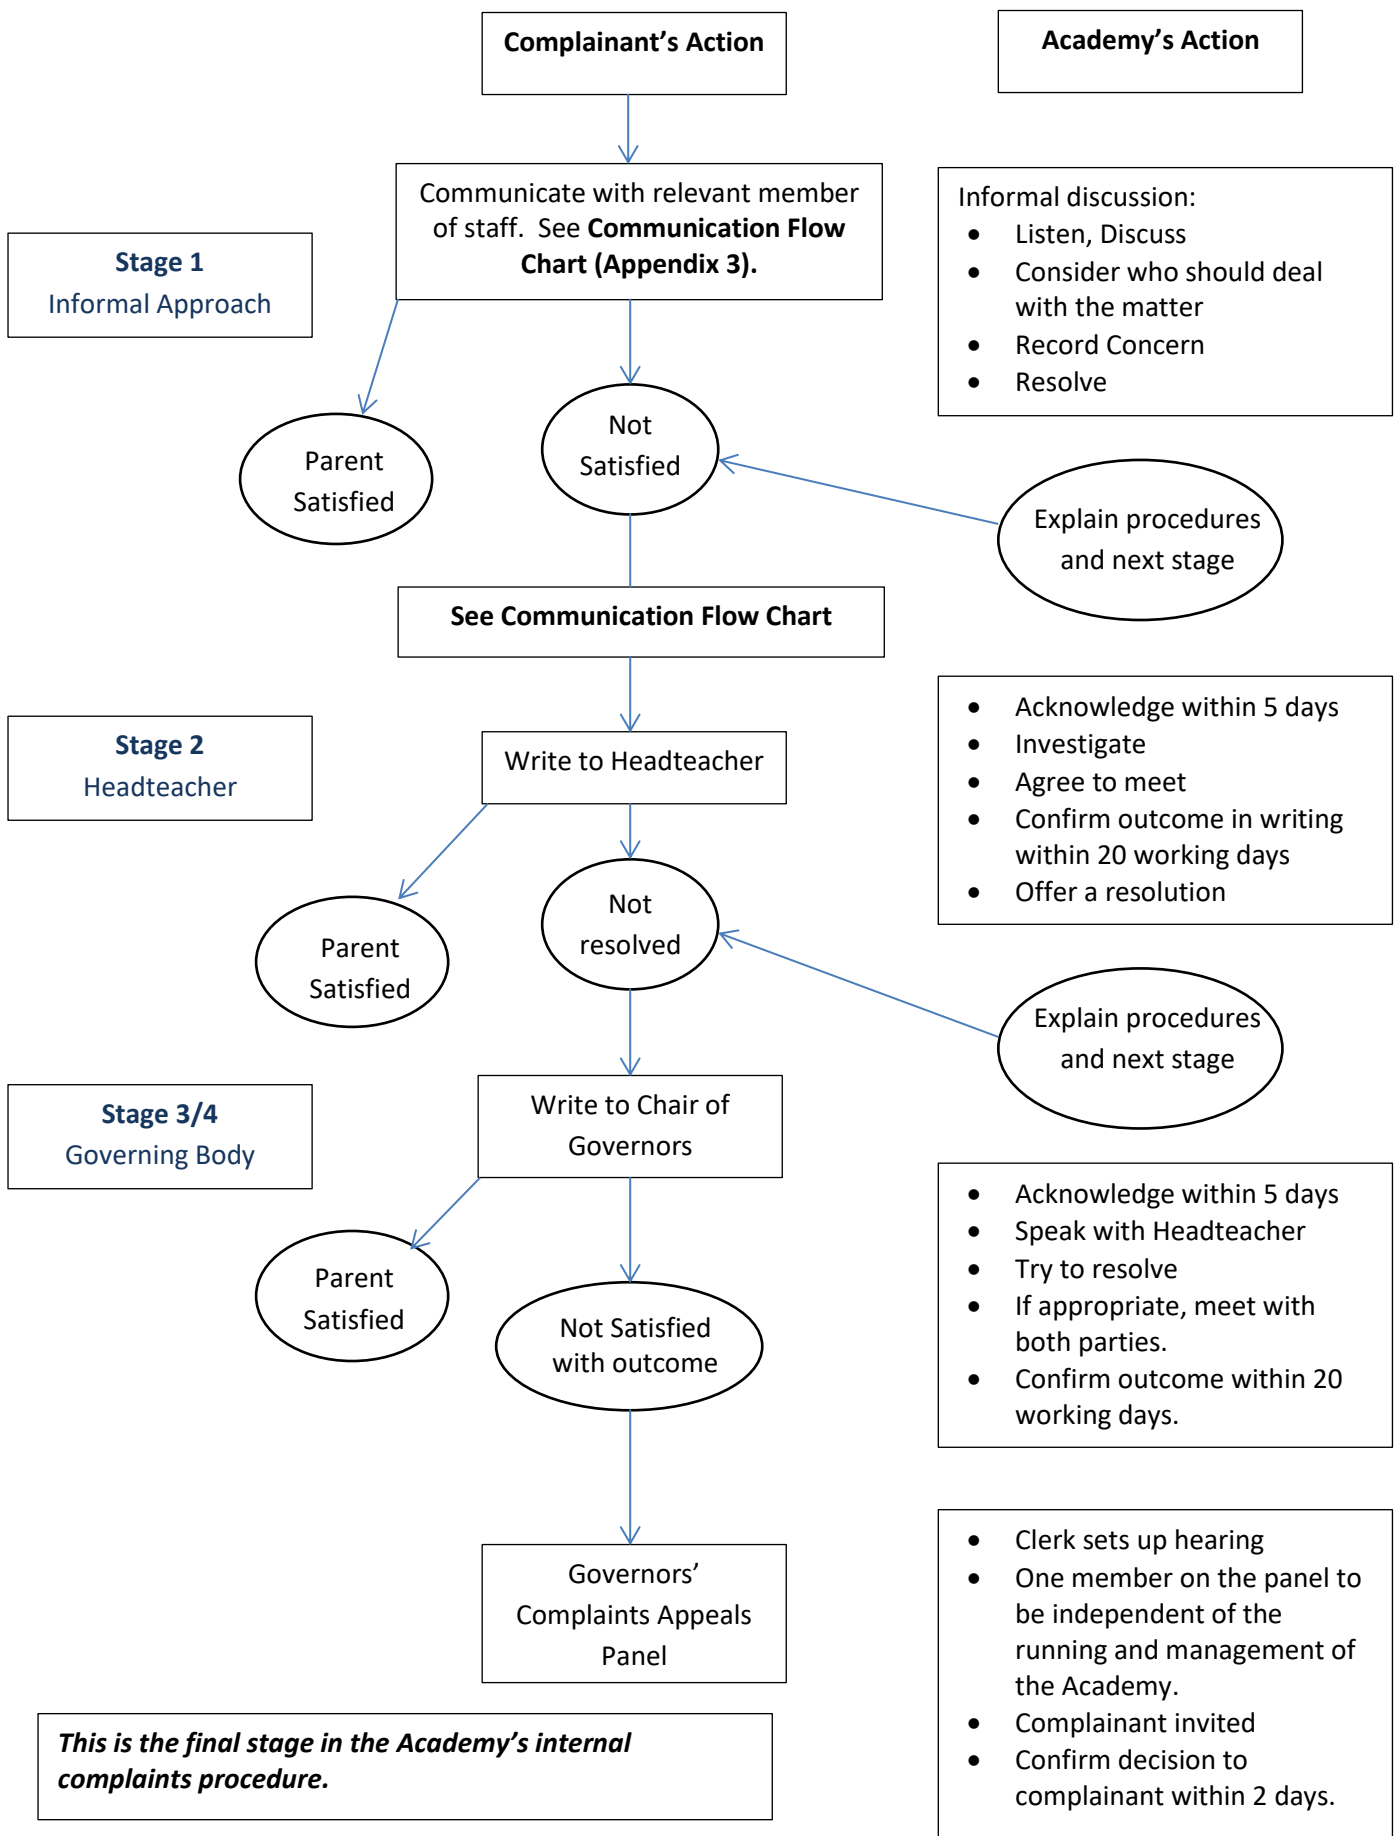 Complainant’s Action
Academy’s Action
Communicate with relevant member
of staff.  See Communication Flow
Chart (Appendix 3).
Stage 1
Informal Approach
Informal discussion:
• Listen, Discuss
• Consider who should deal
with the matter
• Record Concern
• Resolve
Parent
Satisfied
Not
Satisfied
Explain procedures
and next stage
See Communication Flow Chart
Stage 2
Headteacher
Write to Headteacher
• Acknowledge within 5 days
• Investigate
• Agree to meet
• Confirm outcome in writing
within 20 working days
• Offer a resolution
Parent
Satisfied
Not
resolved
Explain procedures
and next stage
Stage 3/4
Governing Body
Write to Chair of
Governors
• Acknowledge within 5 days
• Speak with Headteacher
• Try to resolve
• If appropriate, meet with
both parties.
• Confirm outcome within 20
working days.
Parent
Satisfied
Not Satisfied
with outcome
Governors’
Complaints Appeals
Panel
• Clerk sets up hearing
• One member on the panel to
be independent of the
running and management of
the Academy.
• Complainant invited
• Confirm decision to
complainant within 2 days.
This is the final stage in the Academy’s internal
complaints procedure.